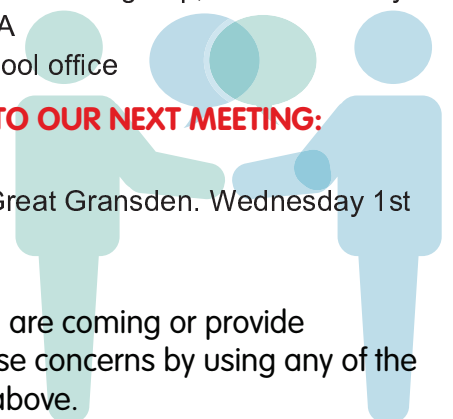 A
ool office
TO OUR NEXT MEETING:
Great Gransden. Wednesday 1st
are coming or provide
se concerns by using any of the
above.